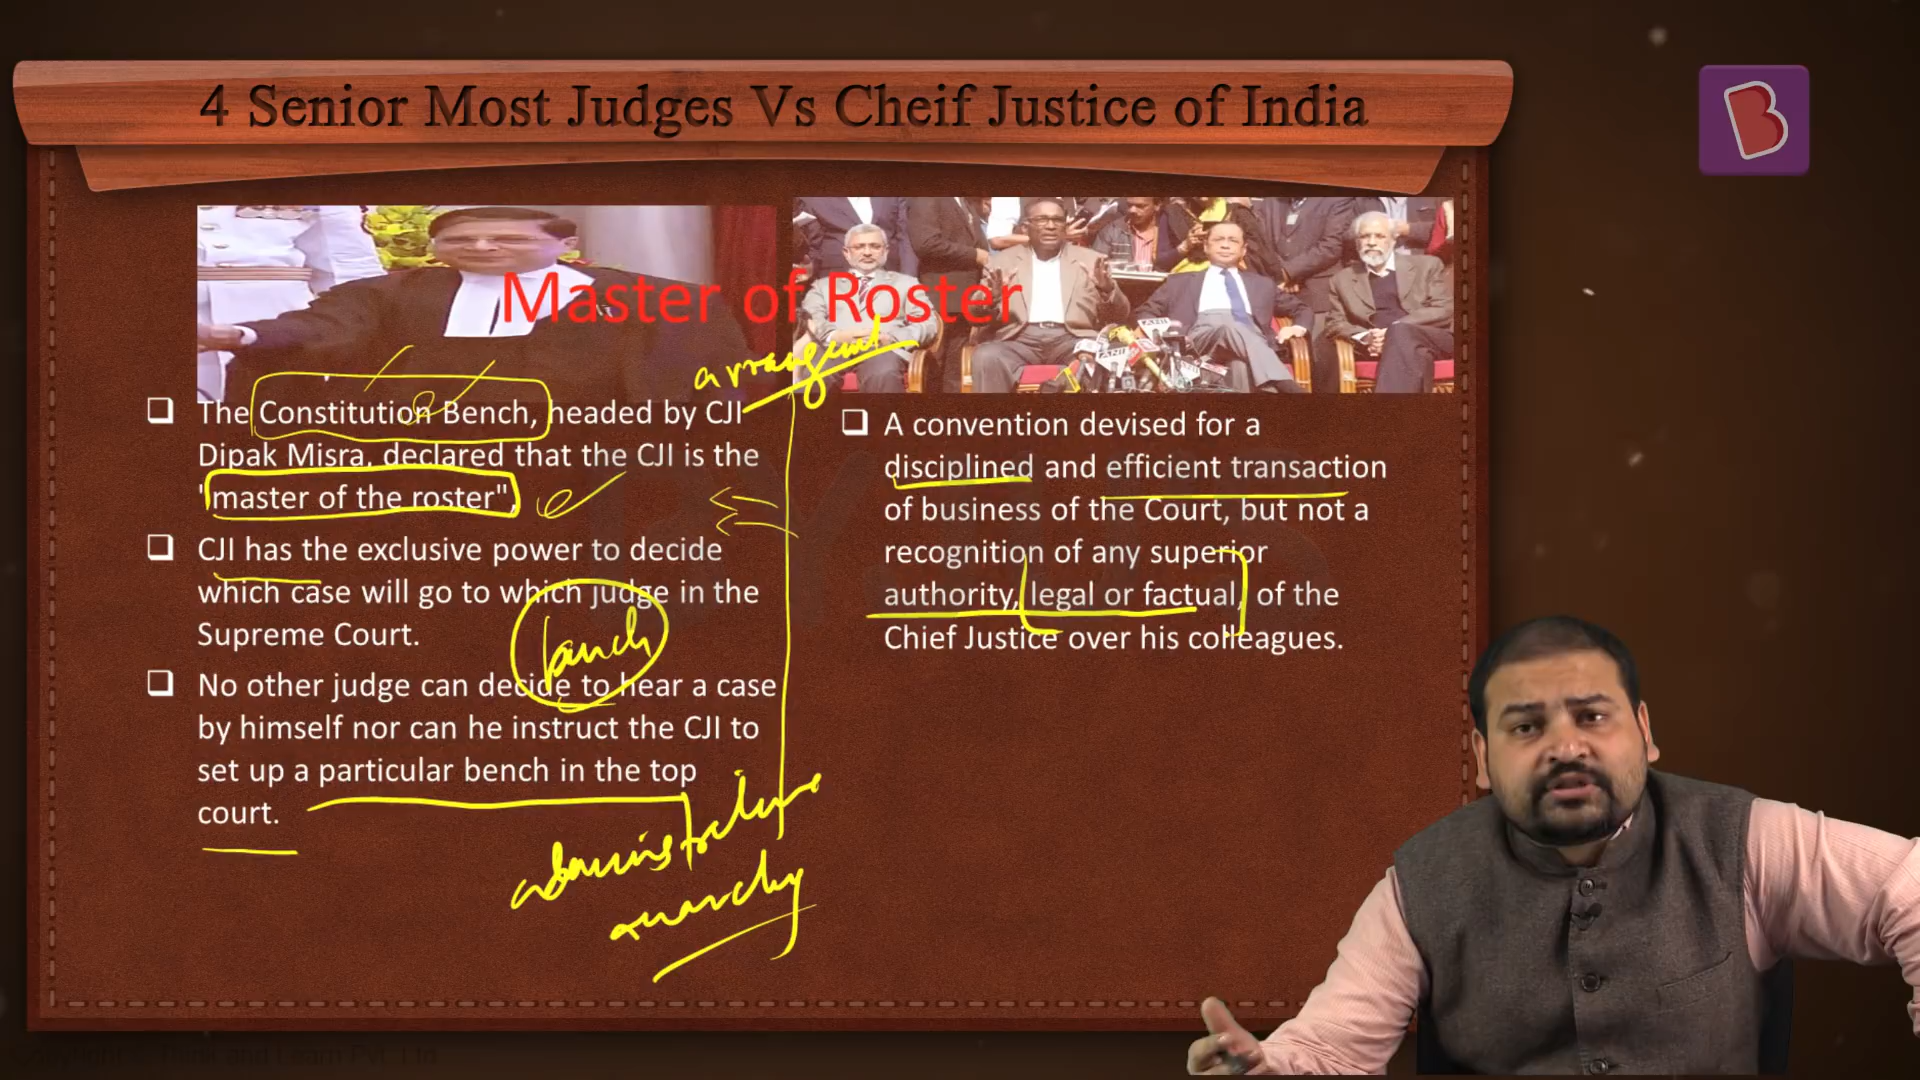 4 Senior Most Judges Vs Cheif Justice of India
B
Master of Roster
The Constitution Bench, headed by CJI
Dipak Misra, declared that the CJI is the
"master of the roster",
CJI has the exclusive power to decide
which case will go to which judge in the
Supreme Court.
bench
No other judge can decide to hear a case
by himself nor can he instruct the CJI to
set up a particular bench in the top
court.
administrative
anarchy
A convention devised for a
disciplined and efficient transaction
of business of the Court, but not a
recognition of any superior
authority, legal or factual, of the
Chief Justice over his colleagues.
ANI
ANI